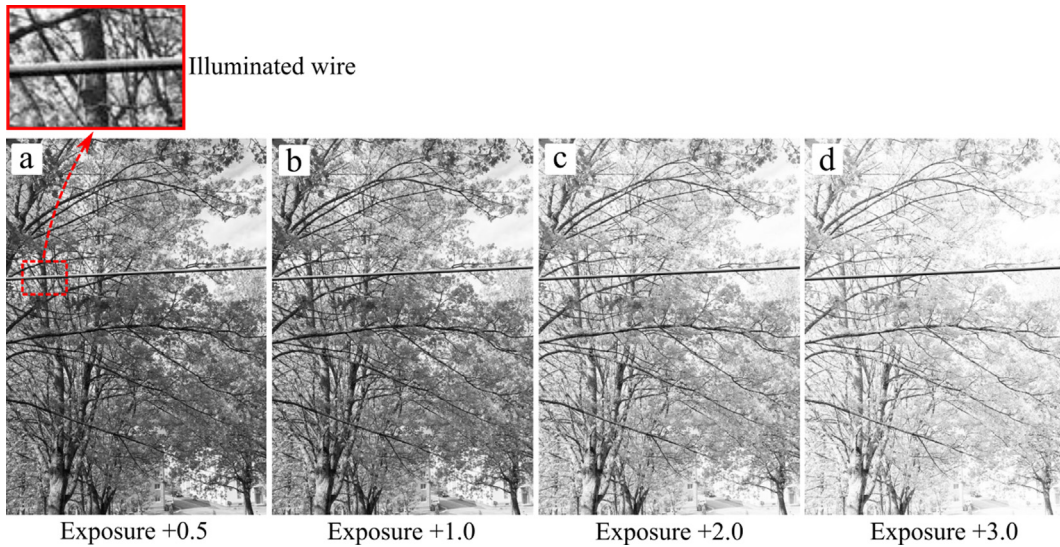 Illuminated wire
a
b
c
d
Exposure +0.5
Exposure +1.0
Exposure +2.0
Exposure +3.0